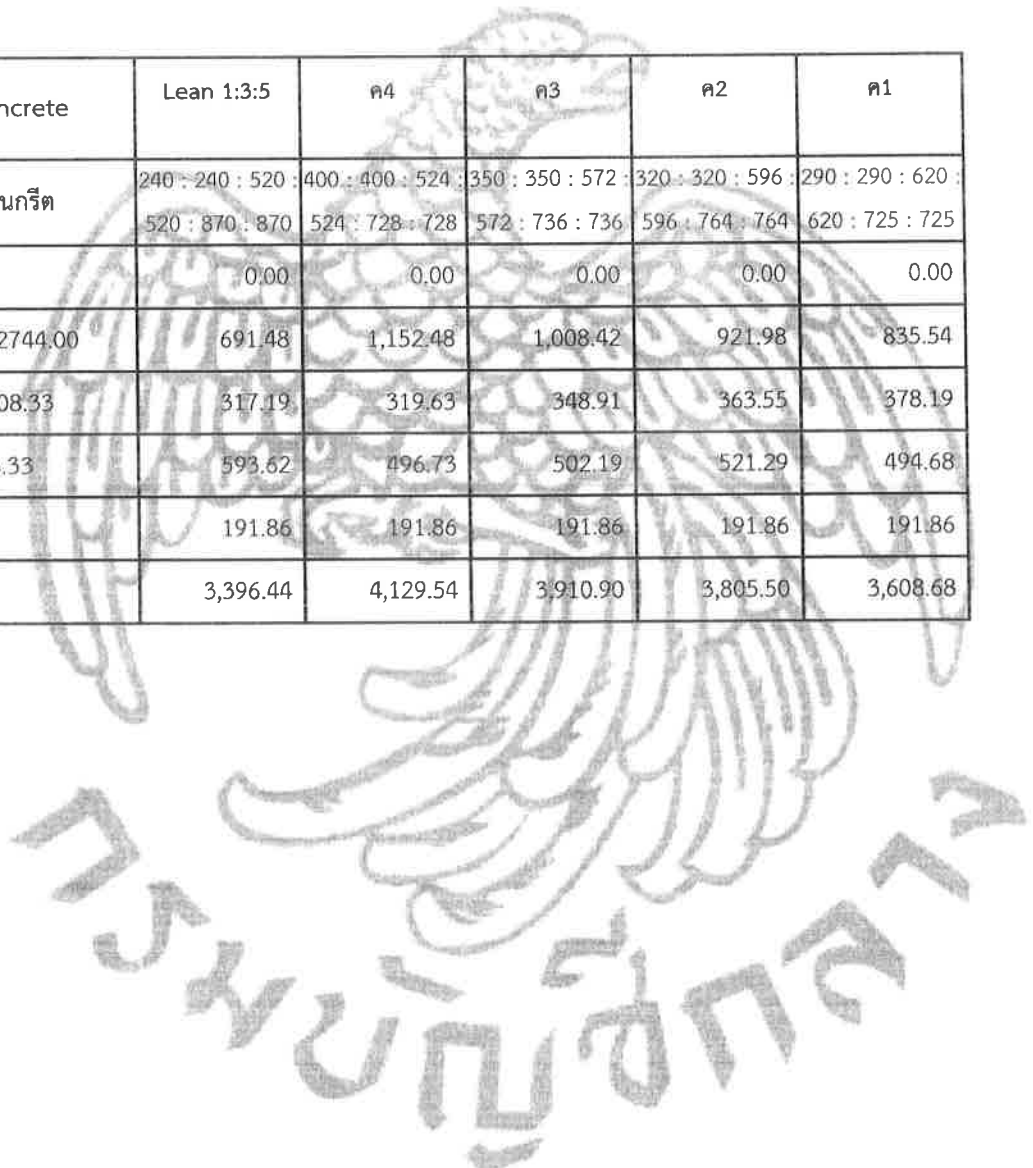 ncrete Lean 1:3:5 ค4 ค3 ค2 ค1
นกรีต 240 : 240 : 520 : 400 : 400 : 524 : 350 : 350 : 572 : 320 : 320 : 596 : 290 : 290 : 620 :
520 : 870 : 870 524 : 728 : 728 572 : 736 : 736 596 : 764 : 764 620 : 725 : 725
0.00 0.00 0.00 0.00 0.00
2744.00 691.48 1,152.48 1,008.42 921.98 835.54
08.33 317.19 319.63 348.91 363.55 378.19
.33 593.62 496.73 502.19 521.29 494.68
191.86 191.86 191.86 191.86 191.86
3,396.44 4,129.54 3,910.90 3,805.50 3,608.68
กรมบัญชีกลาง